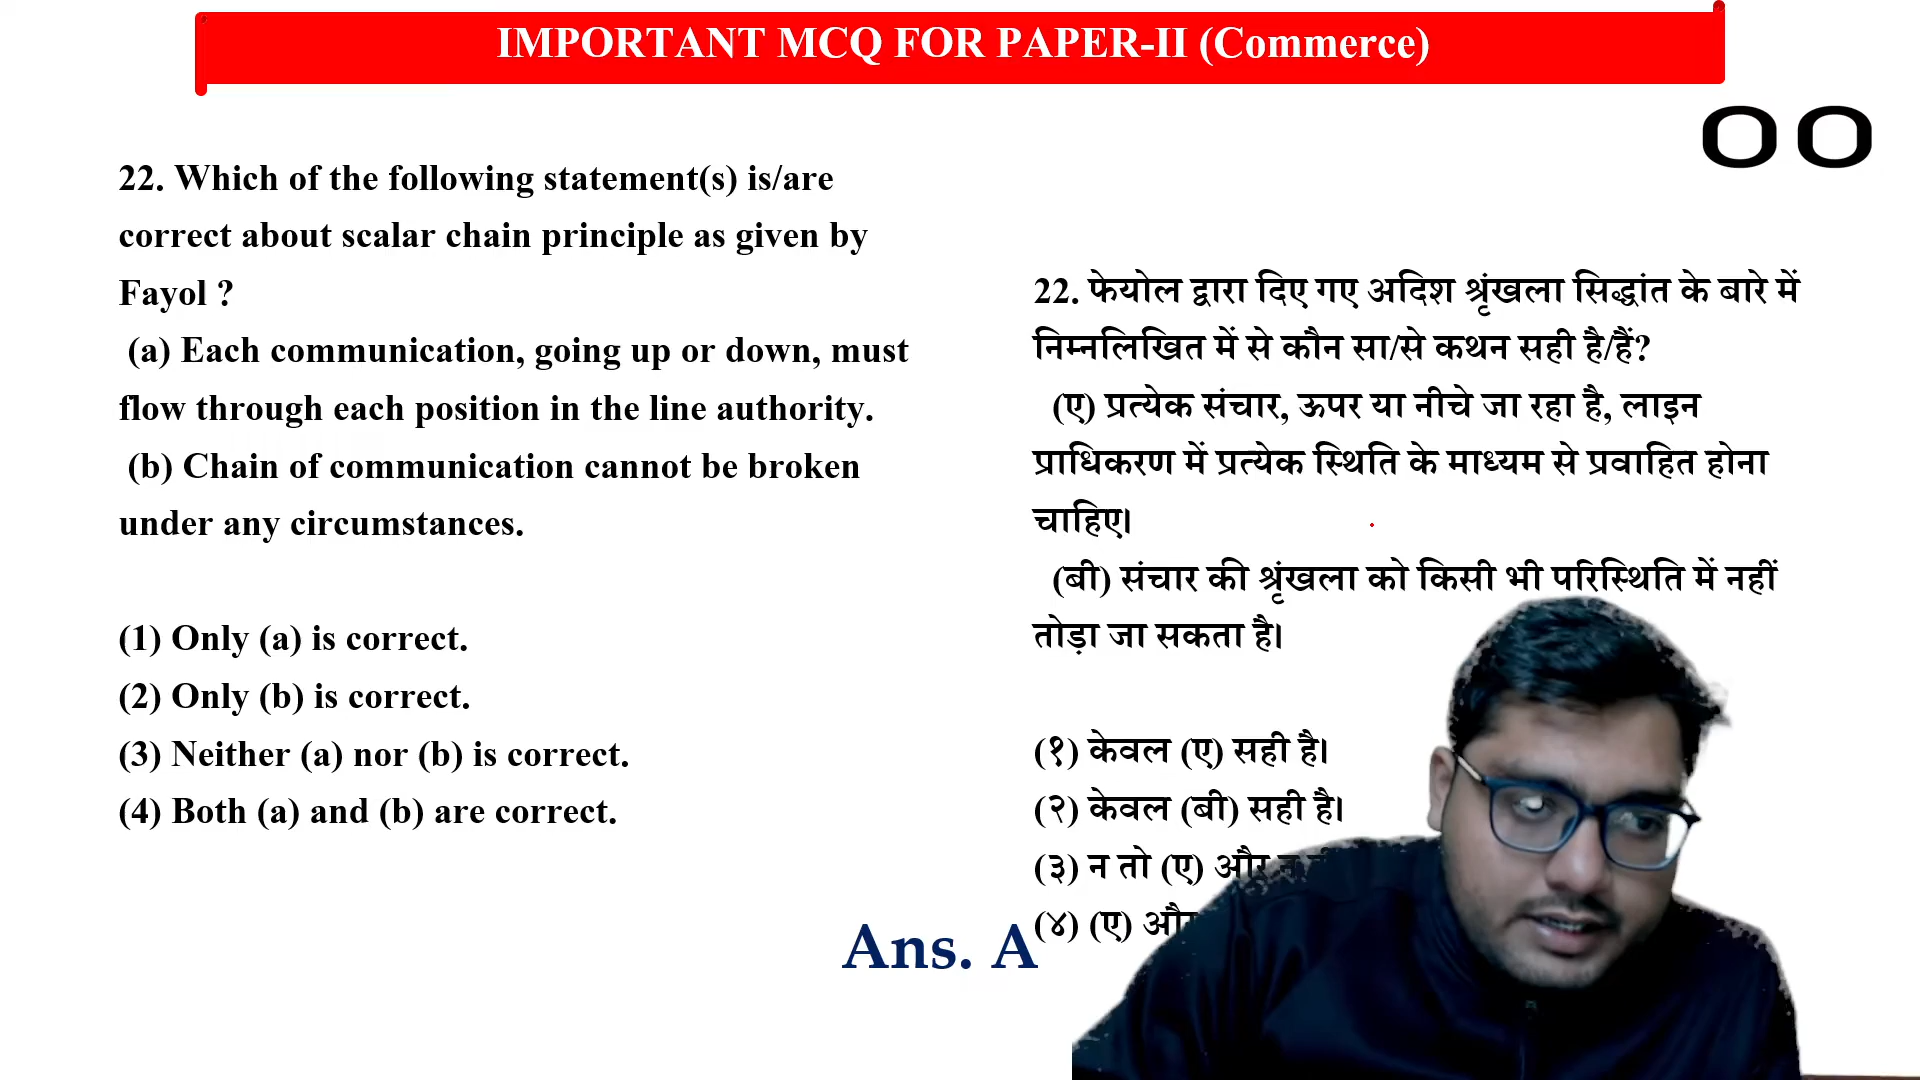 IMPORTANT MCQ FOR PAPER-II (Commerce)
00
22. Which of the following statement(s) is/are
correct about scalar chain principle as given by
Fayol ?
(a) Each communication, going up or down, must
flow through each position in the line authority.
(b) Chain of communication cannot be broken
under any circumstances.
(1) Only (a) is correct.
(2) Only (b) is correct.
(3) Neither (a) nor (b) is correct.
(4) Both (a) and (b) are correct.
22. फेयोल द्वारा दिए गए अदिश श्रृंखला सिद्धांत के बारे में
निम्नलिखित में से कौन सा/से कथन सही है/हैं?
(ए) प्रत्येक संचार, ऊपर या नीचे जा रहा है, लाइन
प्राधिकरण में प्रत्येक स्थिति के माध्यम से प्रवाहित होना
चाहिए।
(बी) संचार की श्रृंखला को किसी भी परिस्थिति में नहीं
तोड़ा जा सकता है।
(१) केवल (ए) सही है।
(२) केवल (बी) सही है।
(३) न तो (ए) और न
(४) (ए) और
Ans. A